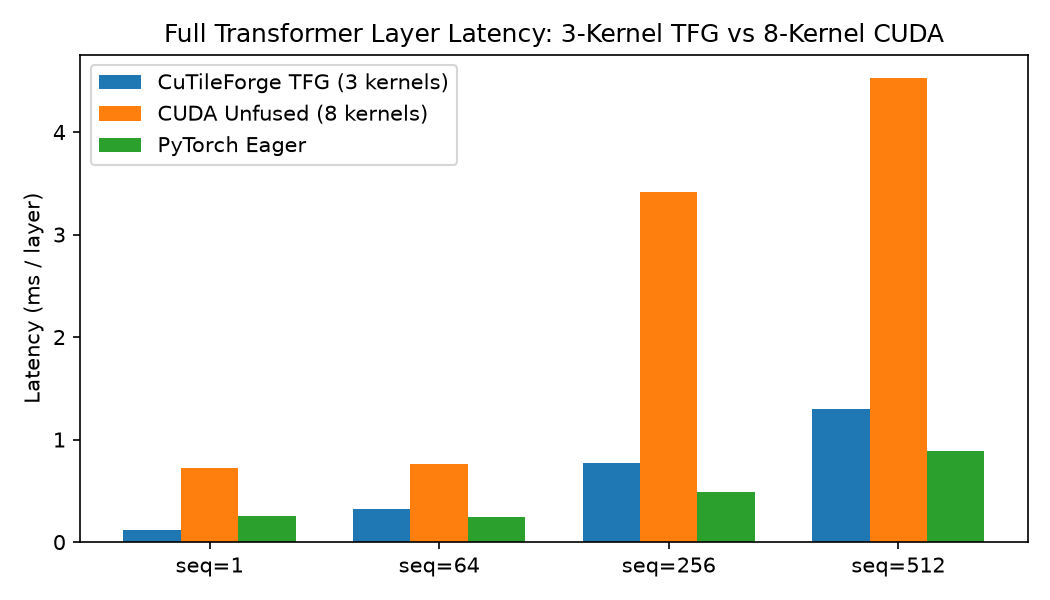 Full Transformer Layer Latency: 3-Kernel TFG vs 8-Kernel CUDA
CuTileForge TFG (3 kernels)
CUDA Unfused (8 kernels)
PyTorch Eager
Latency (ms / layer)
4
3
2
1
0
seq=1
seq=64
seq=256
seq=512